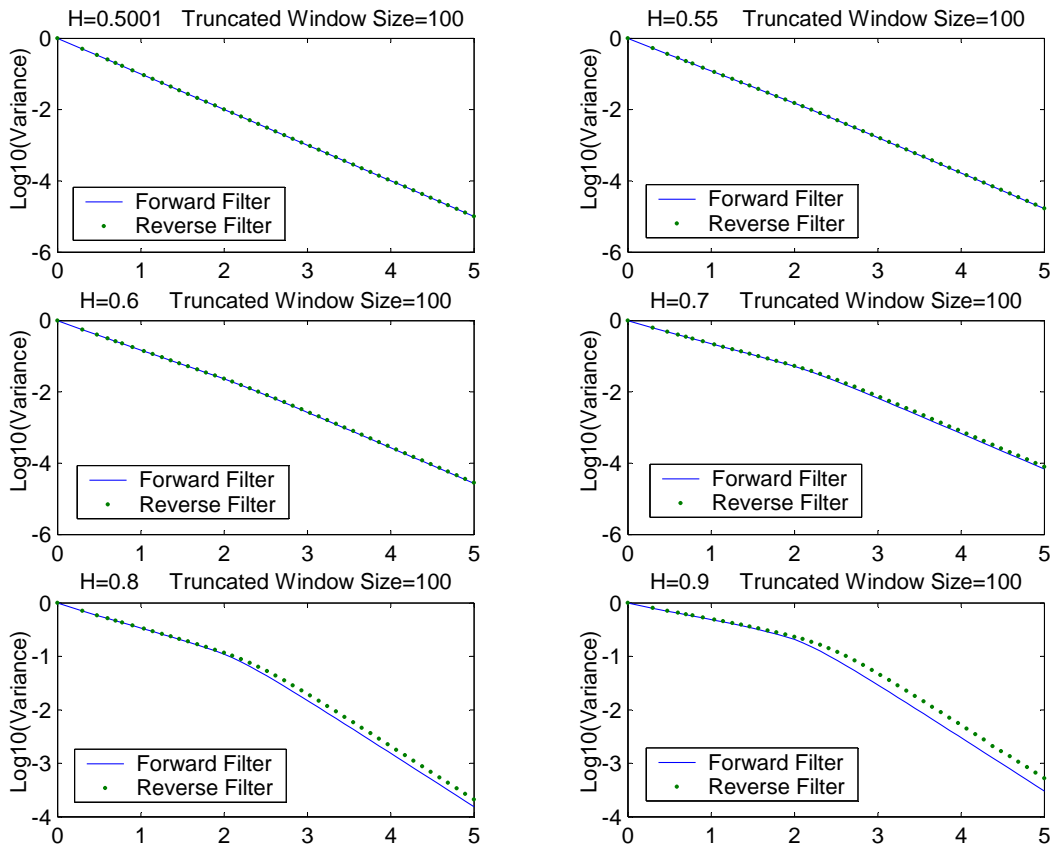 H=0.5001 Truncated Window Size=100
0
-2
-4
-6
Log10(Variance)
Forward Filter
Reverse Filter
0 1 2 3 4 5
H=0.55 Truncated Window Size=100
0
-2
-4
-6
Log10(Variance)
Forward Filter
Reverse Filter
0 1 2 3 4 5
H=0.6 Truncated Window Size=100
0
-2
-4
-6
Log10(Variance)
Forward Filter
Reverse Filter
0 1 2 3 4 5
H=0.7 Truncated Window Size=100
0
-2
-4
-6
Log10(Variance)
Forward Filter
Reverse Filter
0 1 2 3 4 5
H=0.8 Truncated Window Size=100
0
-1
-2
-3
-4
Log10(Variance)
Forward Filter
Reverse Filter
0 1 2 3 4 5
H=0.9 Truncated Window Size=100
0
-1
-2
-3
-4
Log10(Variance)
Forward Filter
Reverse Filter
0 1 2 3 4 5